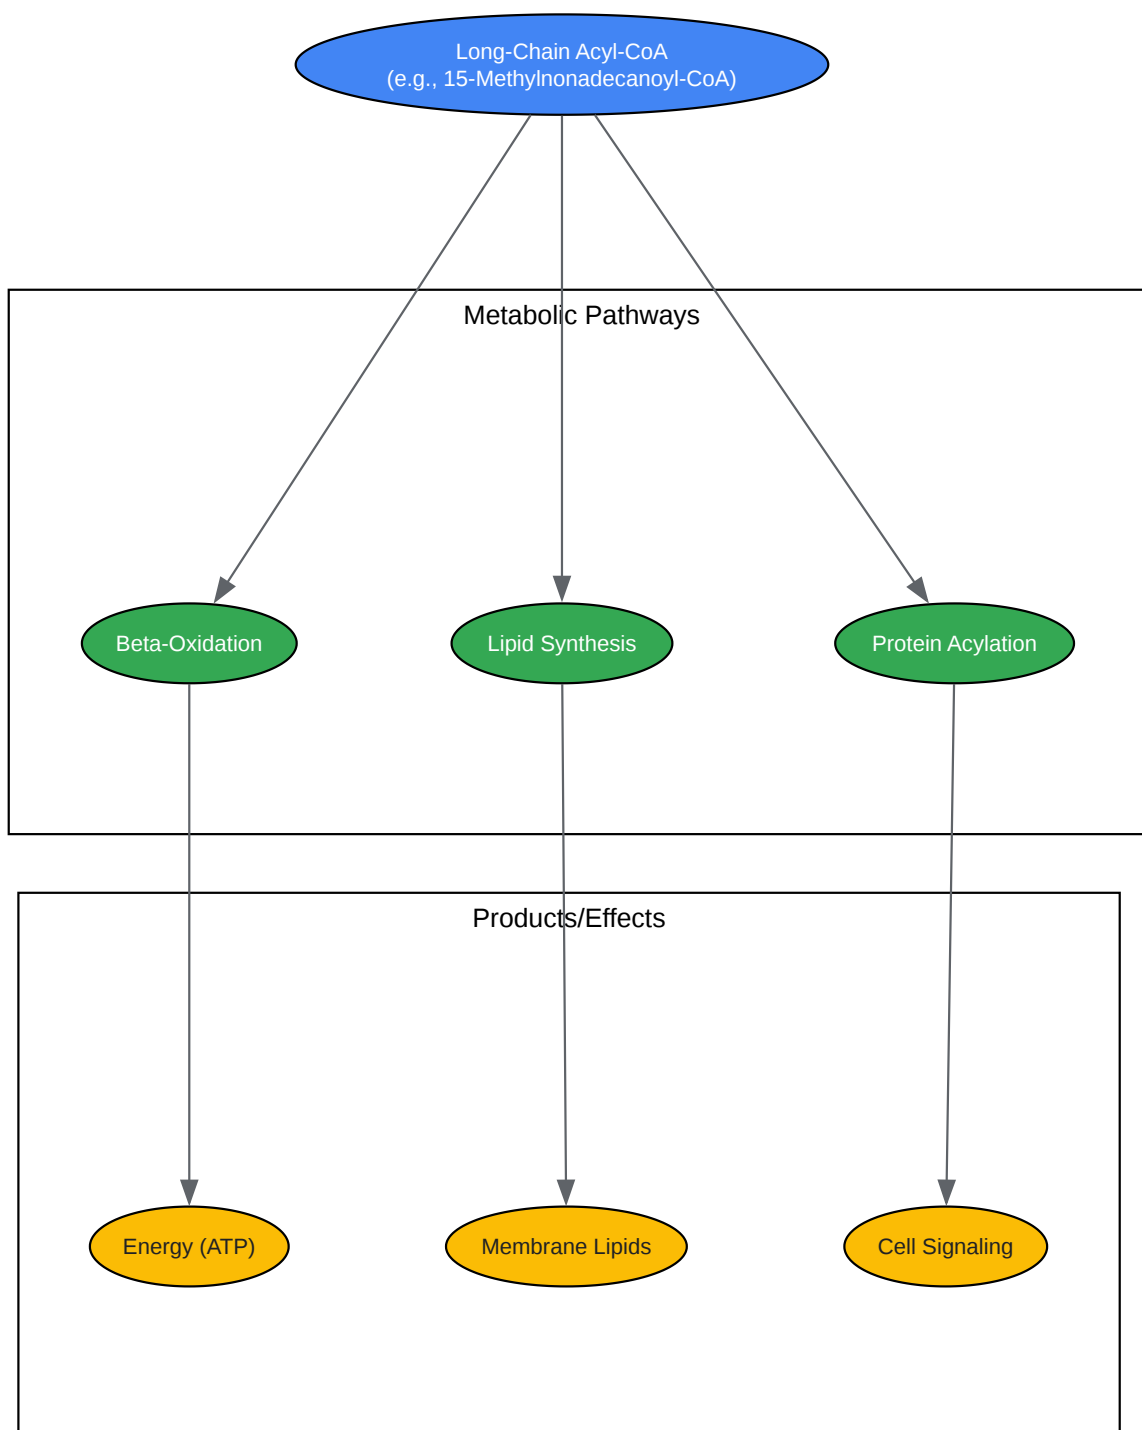 Long-Chain Acyl-CoA
(e.g., 15-Methylnonadecanoyl-CoA)
Metabolic Pathways
Beta-Oxidation
Lipid Synthesis
Protein Acylation
Products/Effects
Energy (ATP)
Membrane Lipids
Cell Signaling